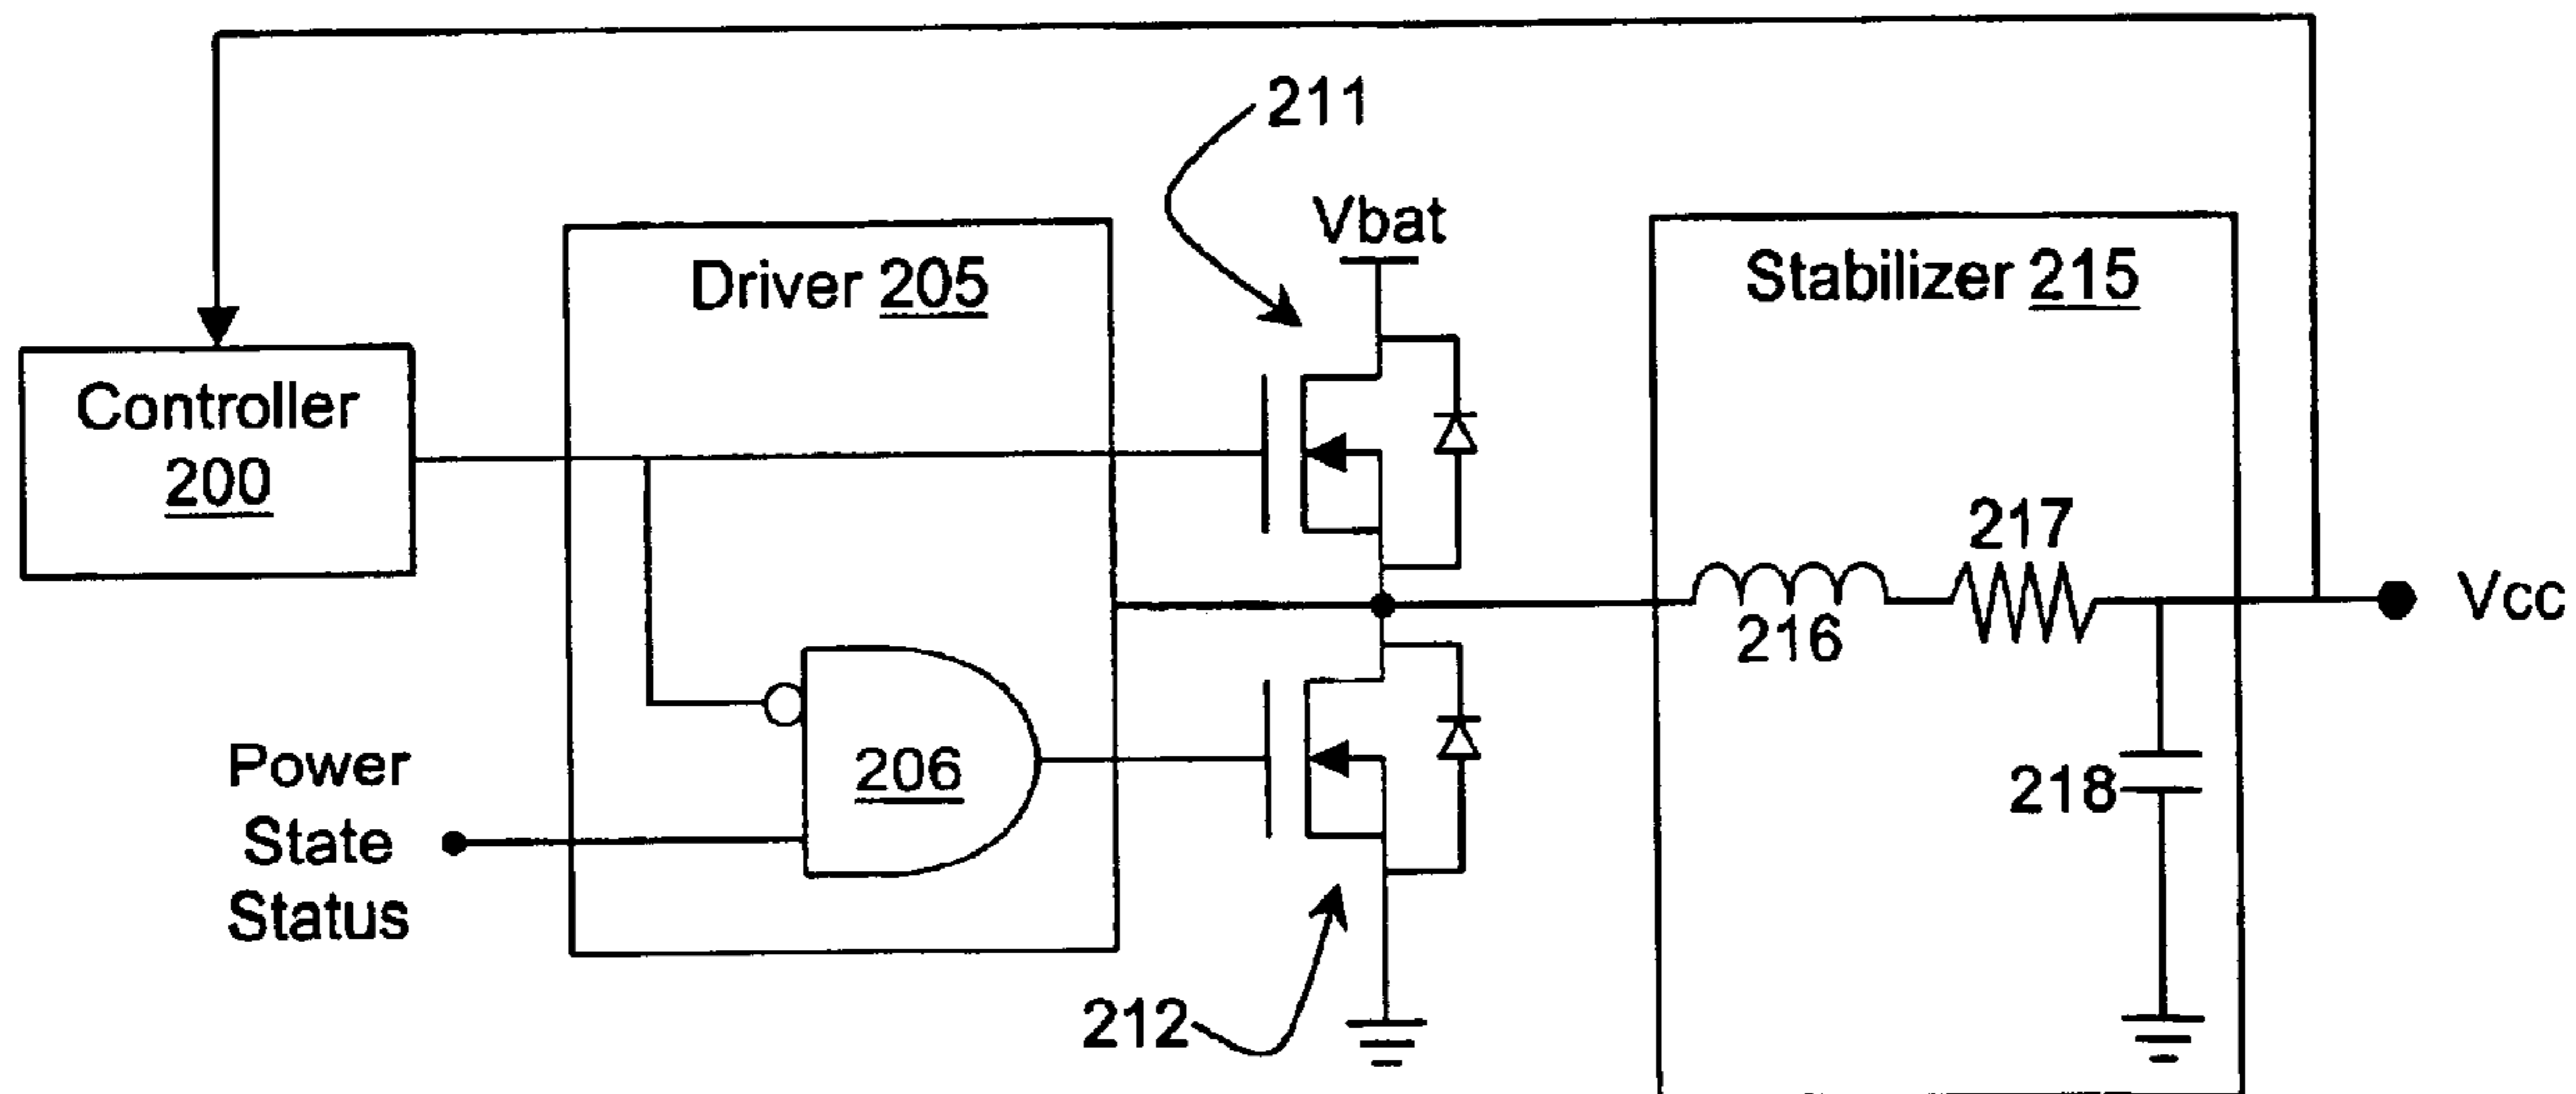 211
Vbat
Driver 205
Stabilizer 215
Controller
200
217
Vcc
216
206
Power
State
Status
218
212